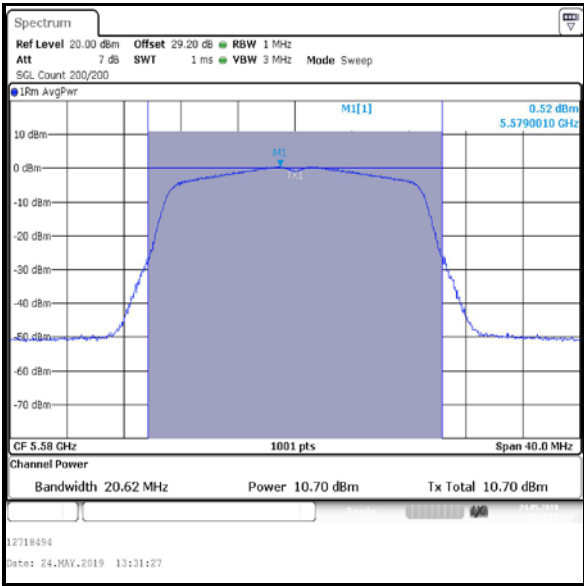 Spectrum
Ref Level 20.00 dBm Offset 29.20 dB RBW 1 MHz
Att 7 dB SWT 1 ms VBW 3 MHz Mode Sweep
SGL Count 200/200
1Rm AvgPwr
M1[1] 0.52 dBm
5.5790010 GHz
10 dBm
M1
0 dBm
TX1
-10 dBm
-20 dBm
-30 dBm
-40 dBm
-50 dBm
-60 dBm
-70 dBm
CF 5.58 GHz 1001 pts Span 40.0 MHz
Channel Power
Bandwidth 20.62 MHz Power 10.70 dBm Tx Total 10.70 dBm
Ready 24.05.2019
12718494
Date: 24.MAY.2019 13:31:27